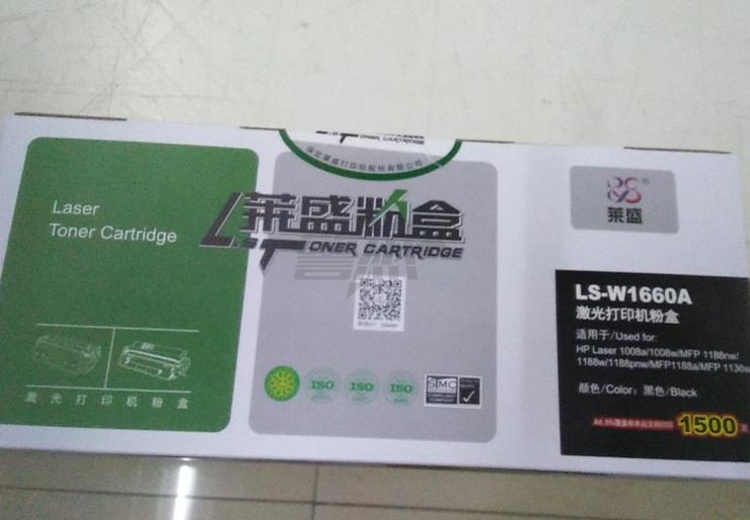 Laser
Toner Cartridge
激光打印机粉盒
莱盛粉盒
L.S TONER CARTRIDGE
ISO
ISO
ISO
STMC
莱盛
LS-W1660A
激光打印机粉盒
适用于/Used for:
HP Laser 1008a/1008w/MFP 1188nw/
1188w/1188pnw/MFP1188a/MFP 1136w
颜色/Color: 黑色/Black
1500